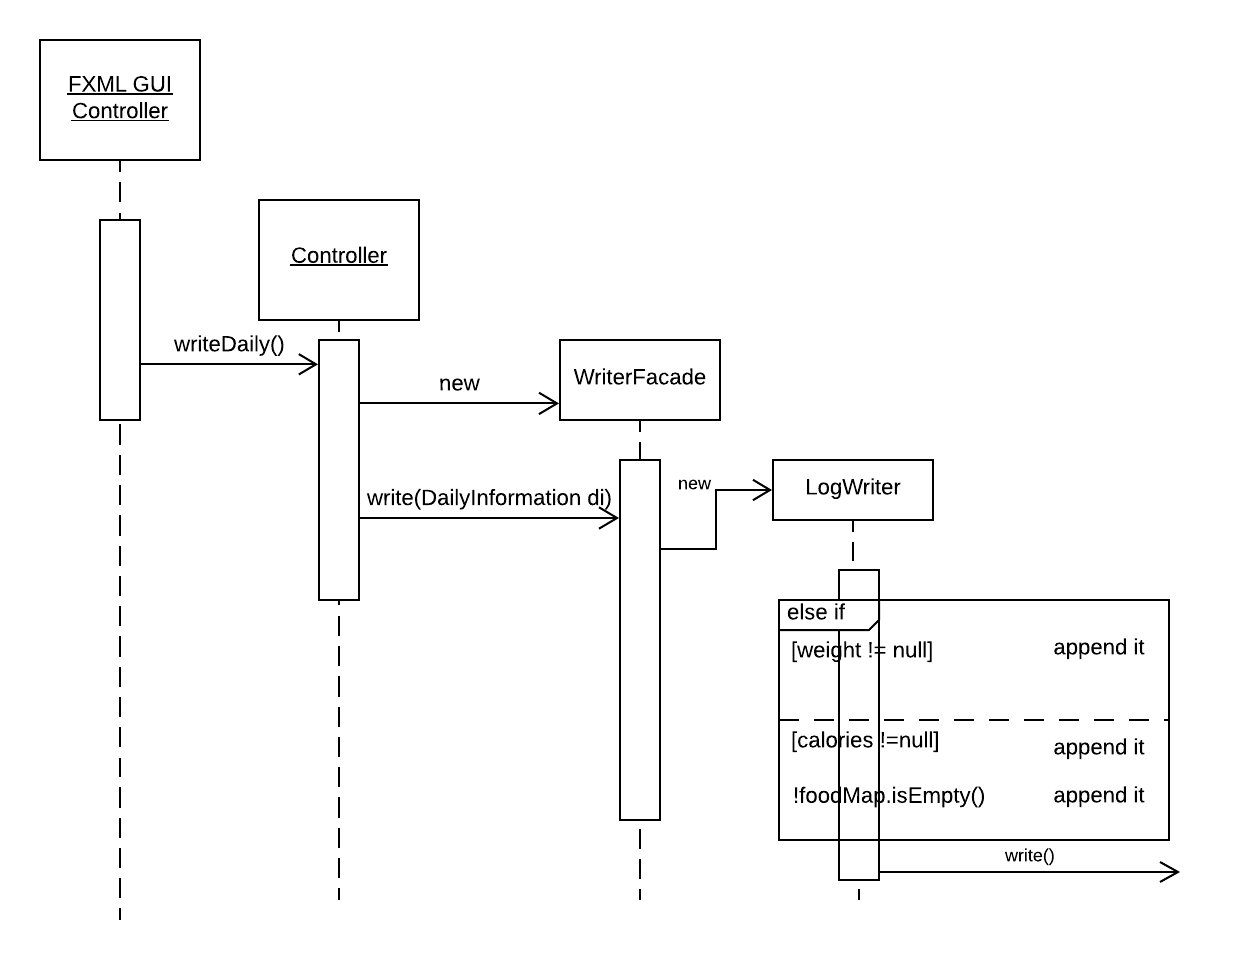 FXML GUI
Controller
Controller
writeDaily()
new
WriterFacade
write(DailyInformation di)
new
LogWriter
else if
[weight != null]
append it
[calories !=null]
append it
!foodMap.isEmpty()
append it
write()